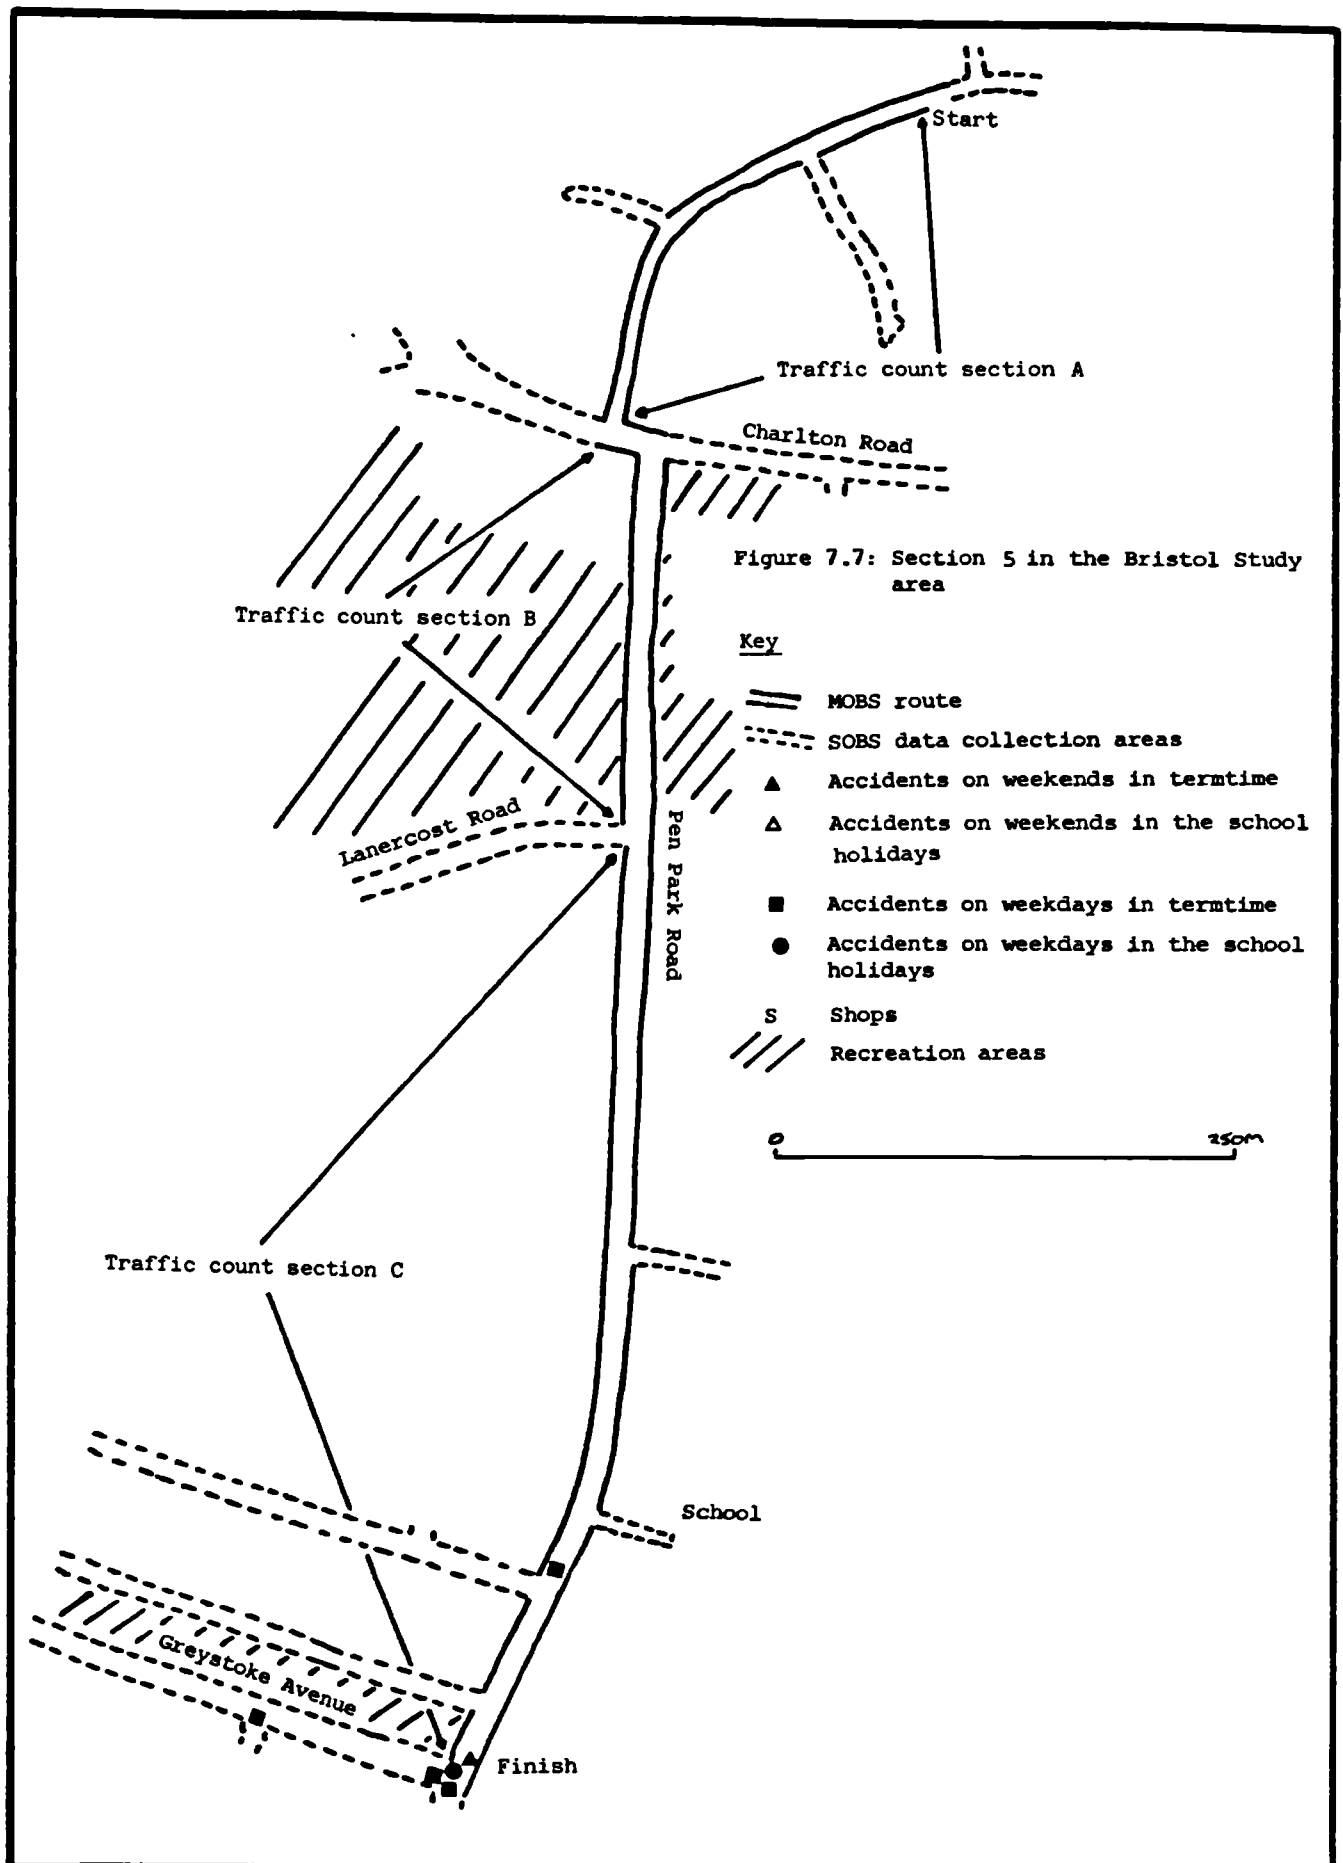 Start
Traffic count section A
Charlton Road
Figure 7.7: Section 5 in the Bristol Study
area
Traffic count section B
Key
MOBS route
SOBS data collection areas
Accidents on weekends in termtime
Accidents on weekends in the school
holidays
Lanercost Road
Pen Park Road
Accidents on weekdays in termtime
Accidents on weekdays in the school
holidays
S Shops
Recreation areas
0 250m
Traffic count section C
School
Greystoke Avenue
Finish